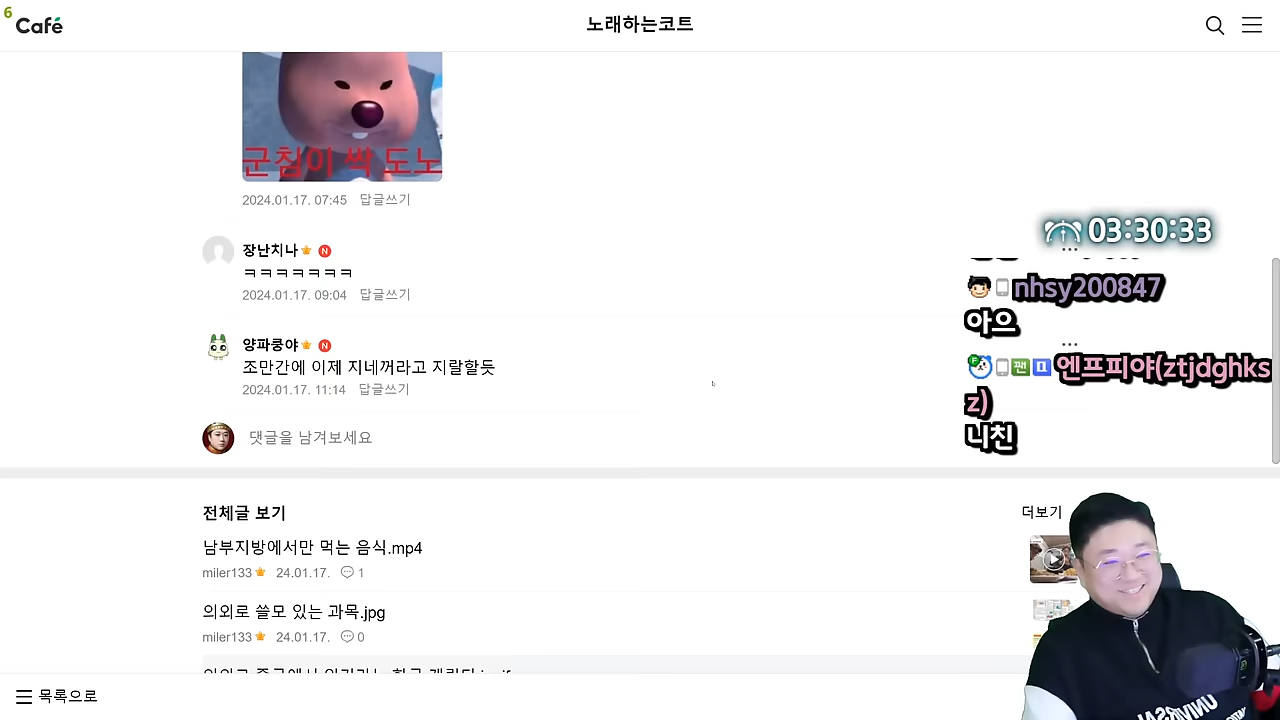 6
Café
노래하는코트
군침이 싹 도노
2024.01.17. 07:45 답글쓰기
장난치나 N
ㅋㅋㅋㅋㅋㅋㅋ
2024.01.17. 09:04 답글쓰기
양파쿵야 N
조만간에 이제 지네꺼라고 지랄할듯
2024.01.17. 11:14 답글쓰기
댓글을 남겨보세요
03:30:33
nhsy200847
아으
F 팬 엔프피야(ztjdghks
z)
니친
전체글 보기
더보기
남부지방에서만 먹는 음식.mp4
miler133 24.01.17. 1
의외로 쓸모 있는 과목.jpg
miler133 24.01.17. 0
목록으로